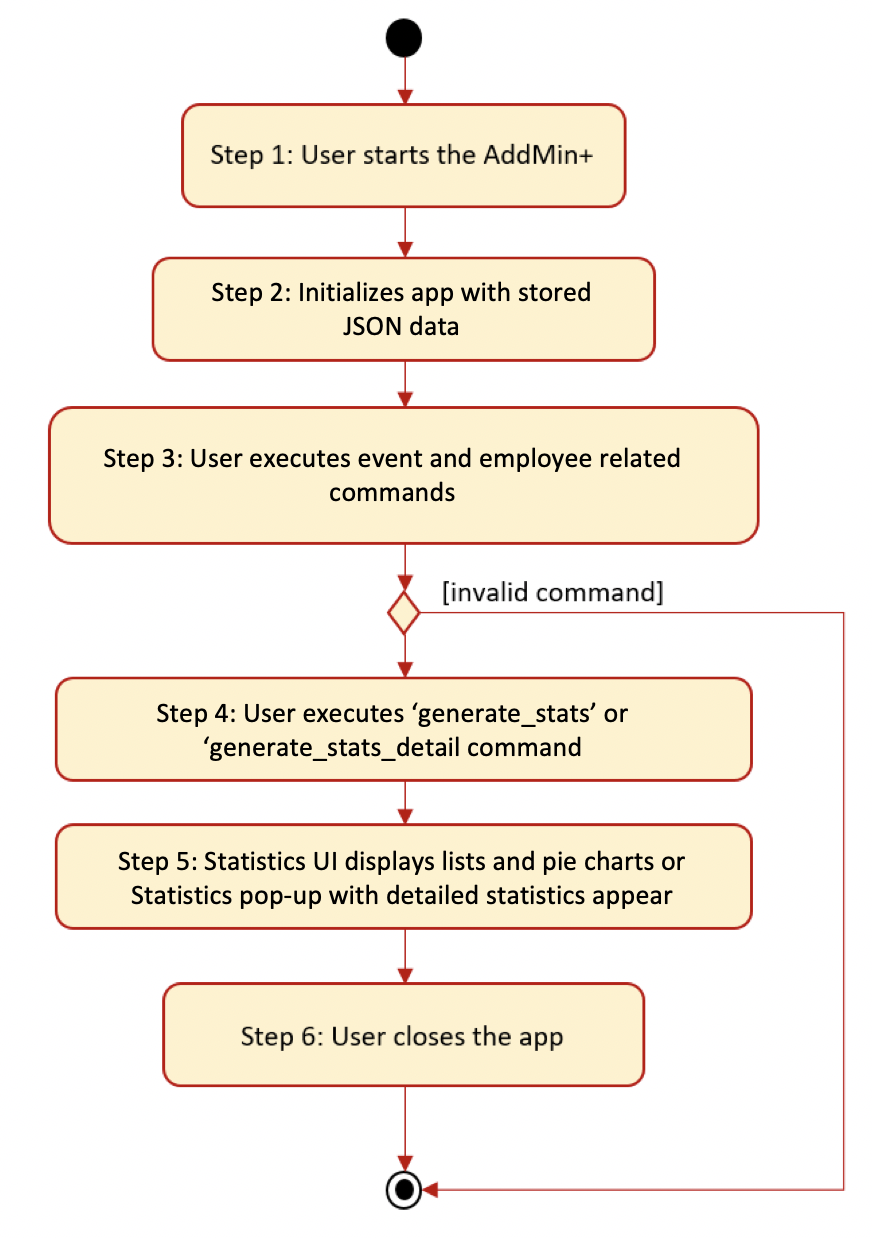 Step 1: User starts the AddMin+
Step 2: Initializes app with stored
JSON data
Step 3: User executes event and employee related
commands
[invalid command]
Step 4: User executes ‘generate_stats’ or
‘generate_stats_detail command
Step 5: Statistics UI displays lists and pie charts or
Statistics pop-up with detailed statistics appear
Step 6: User closes the app